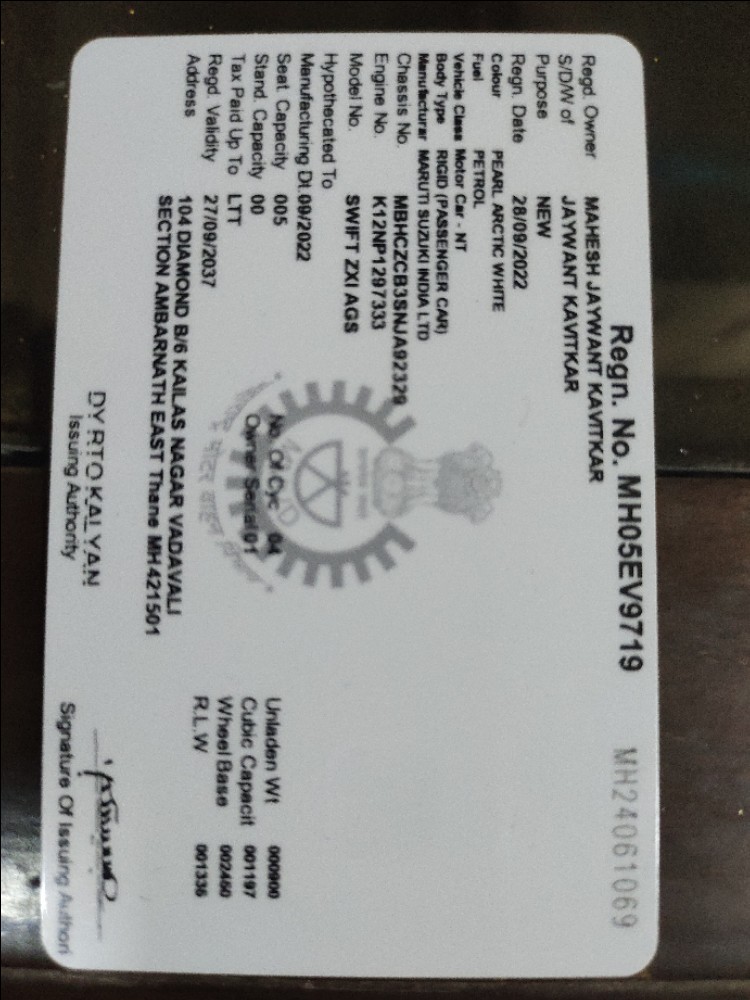 Regn. No. MH05EV9719 MH24061069
Regd. Owner MAHESH JAYWANT KAVITKAR
S/D/W of JAYWANT KAVITKAR
Purpose NEW
Regn. Date 28/09/2022
Colour PEARL ARCTIC WHITE
Fuel PETROL
Vehicle Class Motor Car - NT
Body Type RIGID (PASSENGER CAR)
Manufacturar MARUTI SUZUKI INDIA LTD
Chassis No. MBHCZCB3SNJA92329
Engine No. K12NP1297333
Model No. SWIFT ZXI AGS
Hypothecated To
Manufacturing Dt.09/2022
Seat. Capacity 005 No. Of Cyc 04 Unladen Wt 000900
Stand. Capacity 00 Owner Serial 01 Cubic Capacit 001197
Tax Paid Up To LTT Wheel Base 002450
Regd. Validity 27/09/2037 R.L.W 001336
Address 104 DIAMOND B/6 KAILAS NAGAR VADAVALI
SECTION AMBARNATH EAST Thane MH 421501
DY RTO KALYAN
Issuing Authority Signature Of Issuing Authori